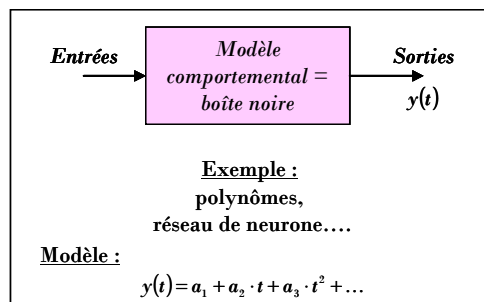 Entrées
Modèle
comportemental =
boîte noire
Sorties
y(t)
Exemple :
polynômes,
réseau de neurone....
Modèle :
y(t) = a₁ + a₂ · t + a₃ · t² + ...